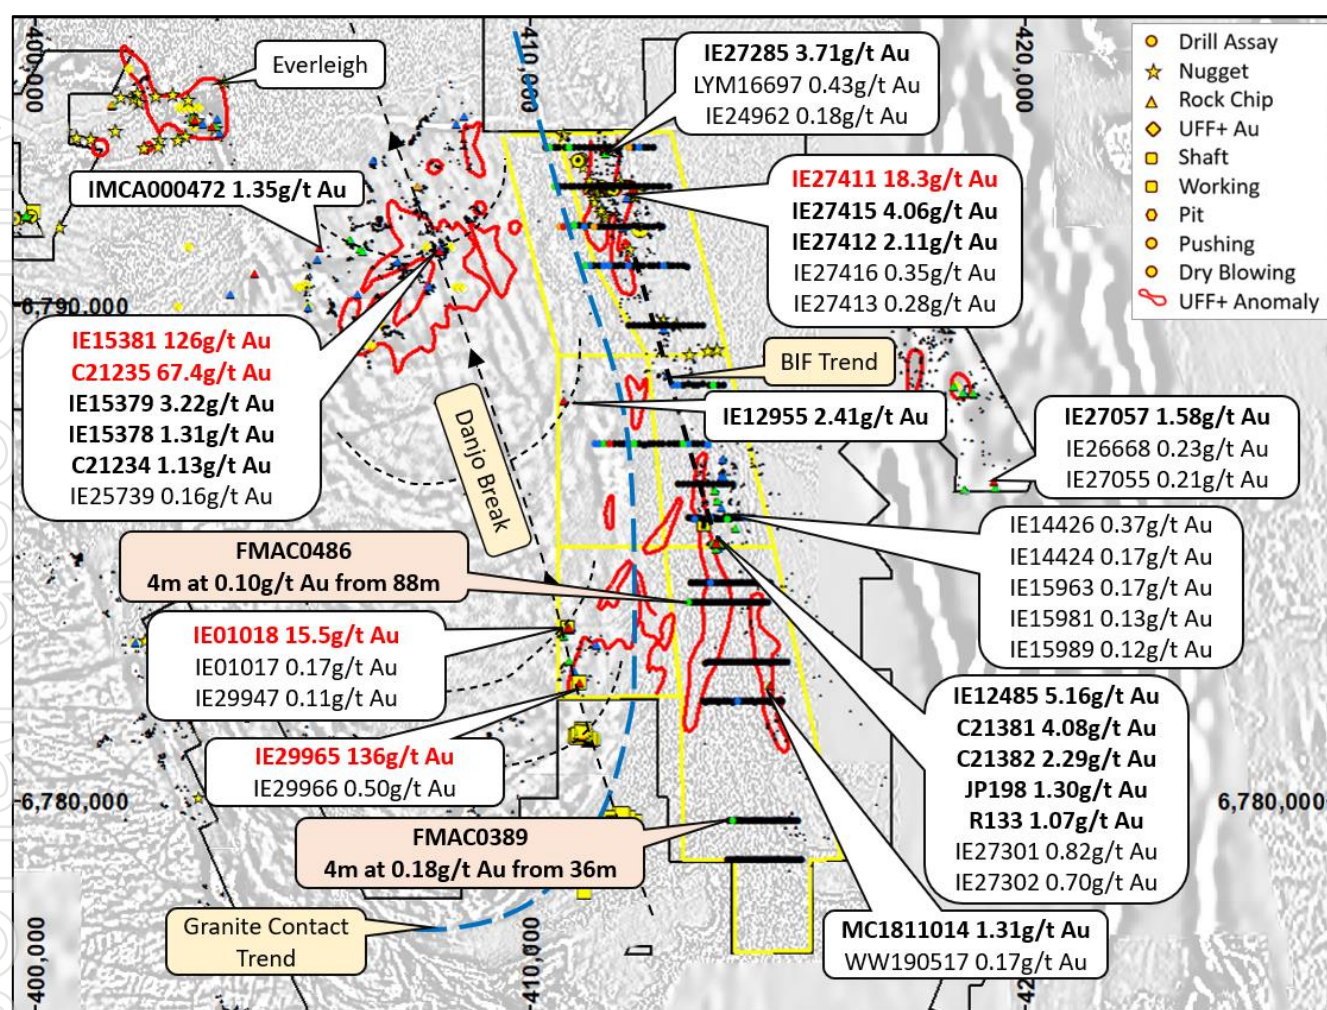 400,000
410,000
420,000
Everleigh
IE27285 3.71g/t Au
LYM16697 0.43g/t Au
IE24962 0.18g/t Au
Drill Assay
Nugget
Rock Chip
UFF+ Au
Shaft
Working
Pit
Pushing
Dry Blowing
UFF+ Anomaly
IMCA000472 1.35g/t Au
IE27411 18.3g/t Au
IE27415 4.06g/t Au
IE27412 2.11g/t Au
IE27416 0.35g/t Au
IE27413 0.28g/t Au
6,790,000
IE15381 126g/t Au
C21235 67.4g/t Au
IE15379 3.22g/t Au
IE15378 1.31g/t Au
C21234 1.13g/t Au
IE25739 0.16g/t Au
BIF Trend
Danjo Break
IE12955 2.41g/t Au
IE27057 1.58g/t Au
IE26668 0.23g/t Au
IE27055 0.21g/t Au
IE14426 0.37g/t Au
IE14424 0.17g/t Au
IE15963 0.17g/t Au
IE15981 0.13g/t Au
IE15989 0.12g/t Au
FMAC0486
4m at 0.10g/t Au from 88m
IE01018 15.5g/t Au
IE01017 0.17g/t Au
IE29947 0.11g/t Au
IE12485 5.16g/t Au
C21381 4.08g/t Au
C21382 2.29g/t Au
JP198 1.30g/t Au
R133 1.07g/t Au
IE27301 0.82g/t Au
IE27302 0.70g/t Au
IE29965 136g/t Au
IE29966 0.50g/t Au
6,780,000
6,780,000
FMAC0389
4m at 0.18g/t Au from 36m
Granite Contact
Trend
MC1811014 1.31g/t Au
WW190517 0.17g/t Au
400,000
410,000